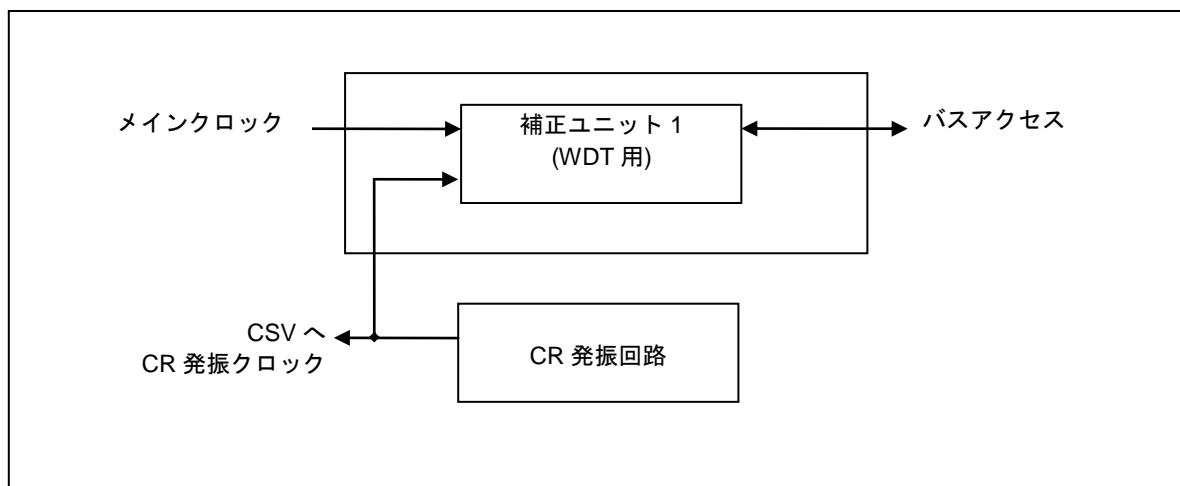 メインクロック
補正ユニット 1
(WDT 用)
バスアクセス
CSV へ
CR 発振クロック
CR 発振回路